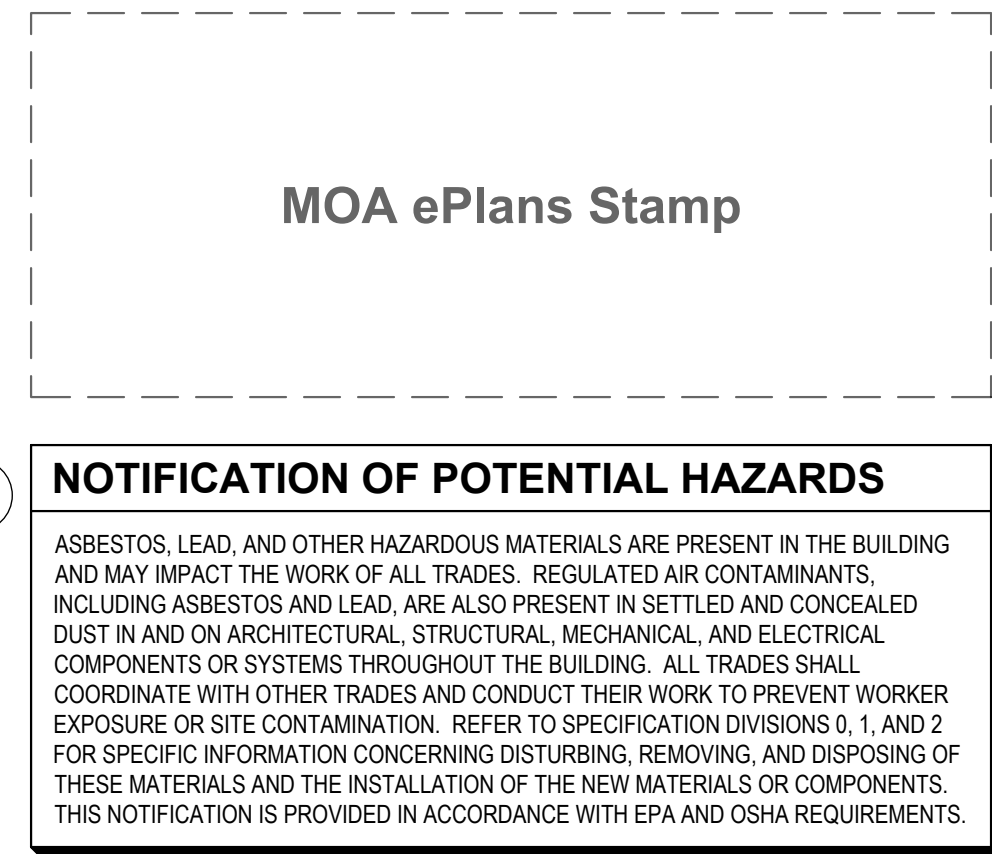 MOA ePlans Stamp
NOTIFICATION OF POTENTIAL HAZARDS
ASBESTOS, LEAD, AND OTHER HAZARDOUS MATERIALS ARE PRESENT IN THE BUILDING
AND MAY IMPACT THE WORK OF ALL TRADES.  REGULATED AIR CONTAMINANTS,
INCLUDING ASBESTOS AND LEAD, ARE ALSO PRESENT IN SETTLED AND CONCEALED
DUST IN AND ON ARCHITECTURAL, STRUCTURAL, MECHANICAL, AND ELECTRICAL
COMPONENTS OR SYSTEMS THROUGHOUT THE BUILDING.  ALL TRADES SHALL
COORDINATE WITH OTHER TRADES AND CONDUCT THEIR WORK TO PREVENT WORKER
EXPOSURE OR SITE CONTAMINATION.  REFER TO SPECIFICATION DIVISIONS 0, 1, AND 2
FOR SPECIFIC INFORMATION CONCERNING DISTURBING, REMOVING, AND DISPOSING OF
THESE MATERIALS AND THE INSTALLATION OF THE NEW MATERIALS OR COMPONENTS.
THIS NOTIFICATION IS PROVIDED IN ACCORDANCE WITH EPA AND OSHA REQUIREMENTS.